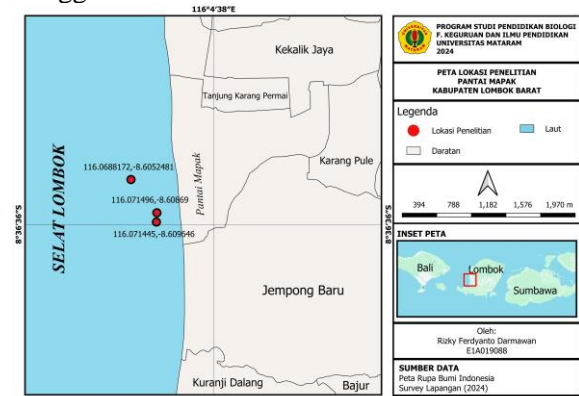 116°4'38"E
8°36'36"S
8°36'36"S
Kekalik Jaya
Tanjung Karang Permai
Karang Pule
Pantai Mapak
SELAT LOMBOK
116.0688172,-8.6052481
116.071496,-8.60869
116.071445,-8.609646
Jempong Baru
Kuranji Dalang
Bajur
PROGRAM STUDI PENDIDIKAN BIOLOGI
F. KEGURUAN DAN ILMU PENDIDIKAN
UNIVERSITAS MATARAM
2024
PETA LOKASI PENELITIAN
PANTAI MAPAK
KABUPATEN LOMBOK BARAT
Legenda
Lokasi Penelitian
Laut
Daratan
394 788 1,182 1,576 1,970 m
INSET PETA
Bali
Lombok
Sumbawa
Oleh:
Rizky Ferdyanto Darmawan
E1A019088
SUMBER DATA
Peta Rupa Bumi Indonesia
Survey Lapangan (2024)